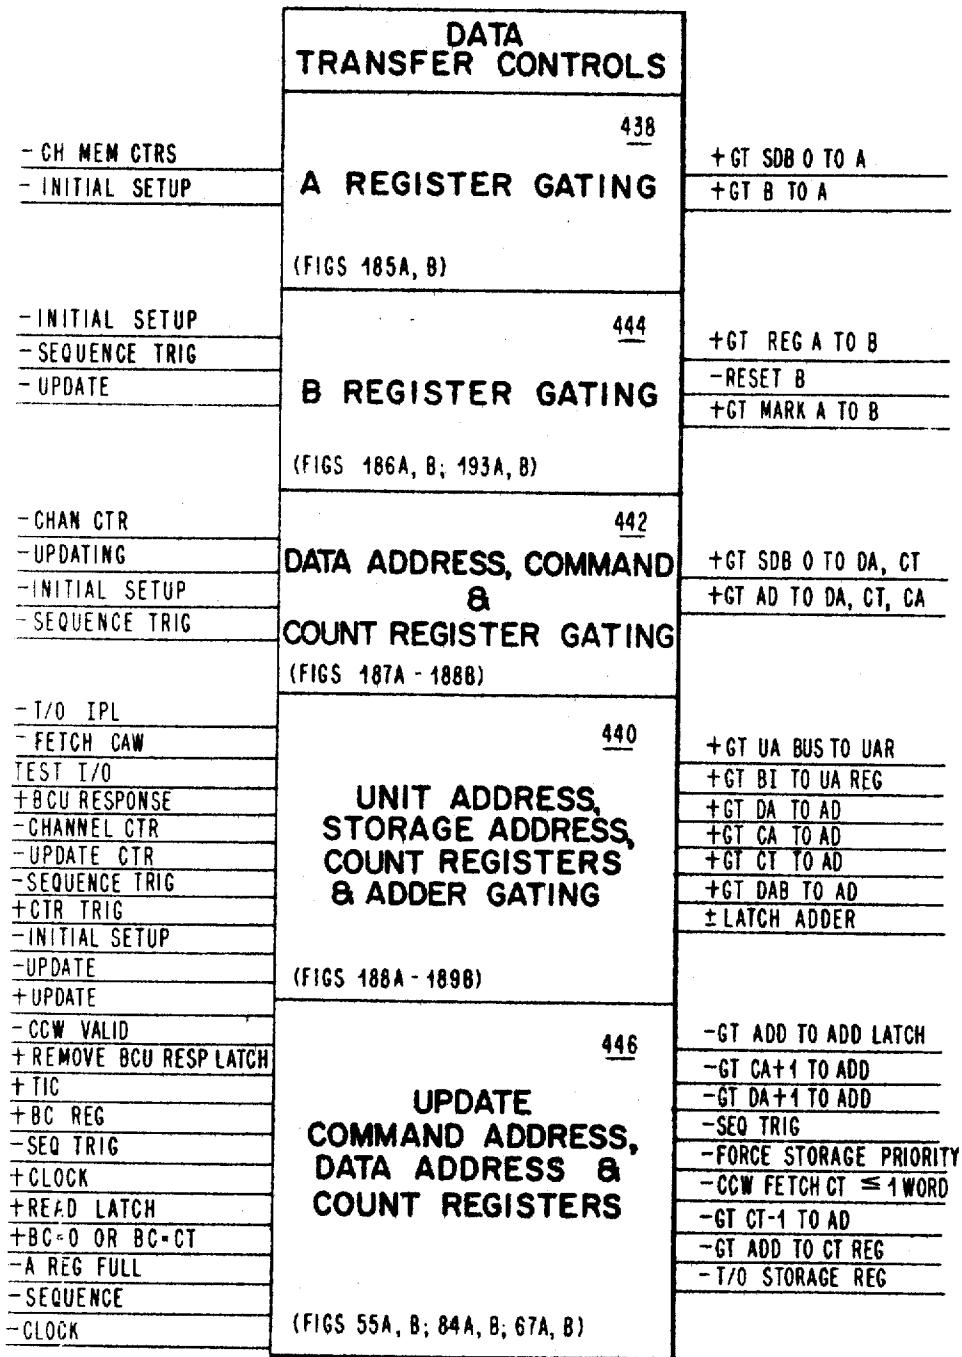 DATA
TRANSFER CONTROLS
438
- CH MEM CTRS
- INITIAL SETUP
A REGISTER GATING
+GT SDB 0 TO A
+GT B TO A
(FIGS 185A, B)
444
-INITIAL SETUP
-SEQUENCE TRIG
-UPDATE
B REGISTER GATING
+GT REG A TO B
-RESET B
+GT MARK A TO B
(FIGS 186A, B; 193A, B)
442
-CHAN CTR
-UPDATING
-INITIAL SETUP
-SEQUENCE TRIG
DATA ADDRESS, COMMAND
&
COUNT REGISTER GATING
+GT SDB 0 TO DA, CT
+GT AD TO DA, CT, CA
(FIGS 187A - 188B)
440
-T/O IPL
-FETCH CAW
TEST I/O
+BCU RESPONSE
-CHANNEL CTR
-UPDATE CTR
-SEQUENCE TRIG
+CTR TRIG
-INITIAL SETUP
-UPDATE
+UPDATE
UNIT ADDRESS,
STORAGE ADDRESS,
COUNT REGISTERS
& ADDER GATING
+GT UA BUS TO UAR
+GT BI TO UA REG
+GT DA TO AD
+GT CA TO AD
+GT CT TO AD
+GT DAB TO AD
±LATCH ADDER
(FIGS 188A - 189B)
446
-CCW VALID
+REMOVE BCU RESP LATCH
+TIC
+BC REG
-SEQ TRIG
+CLOCK
+READ LATCH
+BC=0 OR BC=CT
-A REG FULL
-SEQUENCE
-CLOCK
UPDATE
COMMAND ADDRESS,
DATA ADDRESS &
COUNT REGISTERS
-GT ADD TO ADD LATCH
-GT CA+1 TO ADD
-GT DA+1 TO ADD
-SEQ TRIG
-FORCE STORAGE PRIORITY
-CCW FETCH CT ≦ 1 WORD
-GT CT-1 TO AD
-GT ADD TO CT REG
-T/O STORAGE REG
(FIGS 55A, B; 84A, B; 67A, B)